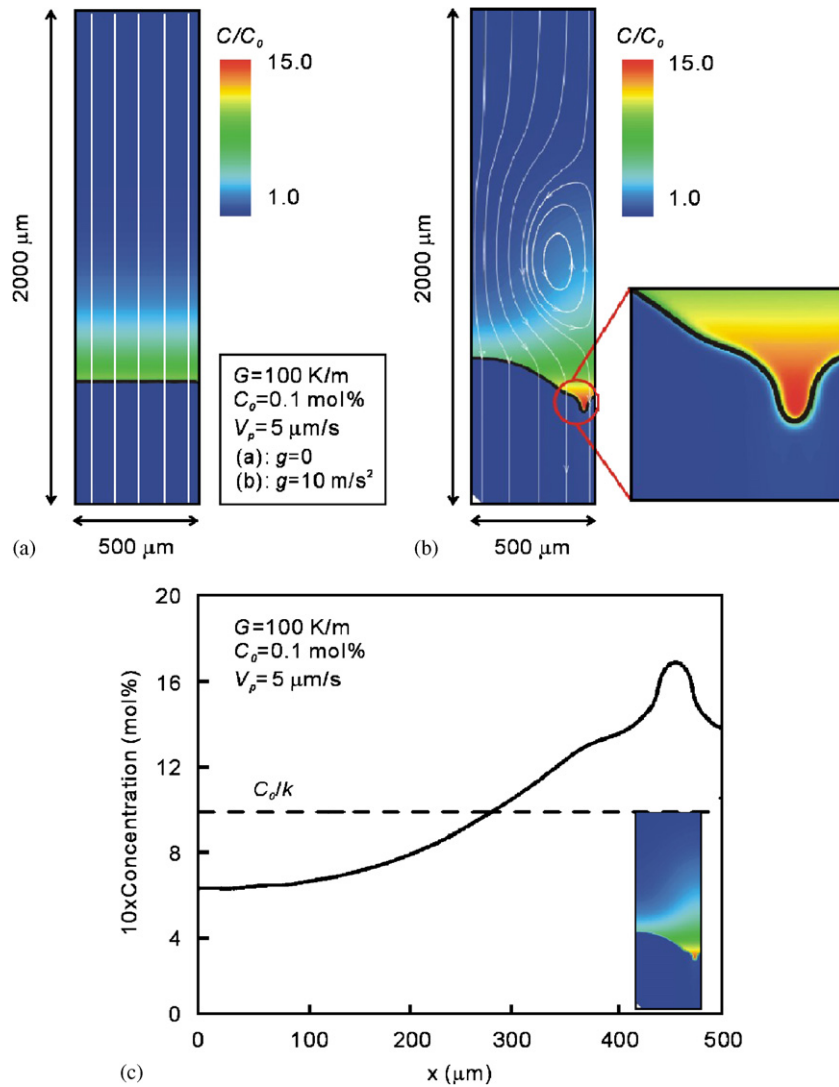 C/C₀
15.0
1.0
2000 μm
G=100 K/m
C₀=0.1 mol%
Vₚ=5 μm/s
(a): g=0
(b): g=10 m/s²
(a)
500 μm
C/C₀
15.0
1.0
2000 μm
(b)
500 μm
20
16
12
8
4
0
10xConcentration (mol%)
G=100 K/m
C₀=0.1 mol%
Vₚ=5 μm/s
C₀/k
0
100
200
300
400
500
x (μm)
(c)